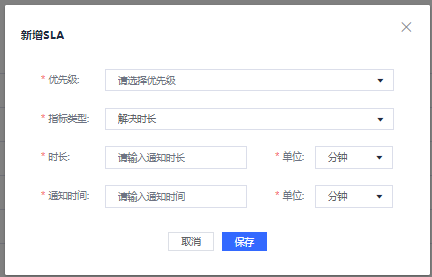 新增SLA
* 优先级: 请选择优先级
* 指标类型: 解决时长
* 时长: 请输入通知时长 * 单位: 分钟
* 通知时间: 请输入通知时间 * 单位: 分钟
取消 保存